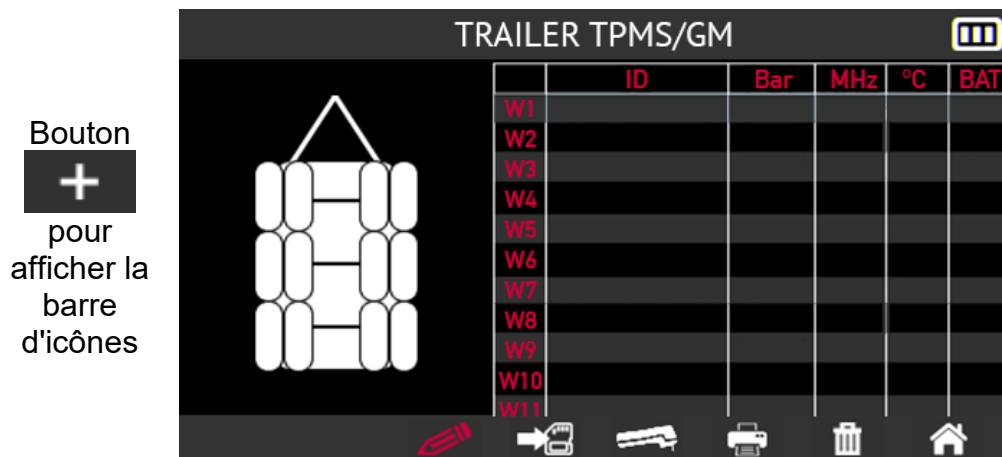 Bouton
pour
afficher la
barre
d'icônes
TRAILER TPMS/GM
ID Bar MHz °C BAT
W1
W2
W3
W4
W5
W6
W7
W8
W9
W10
W11